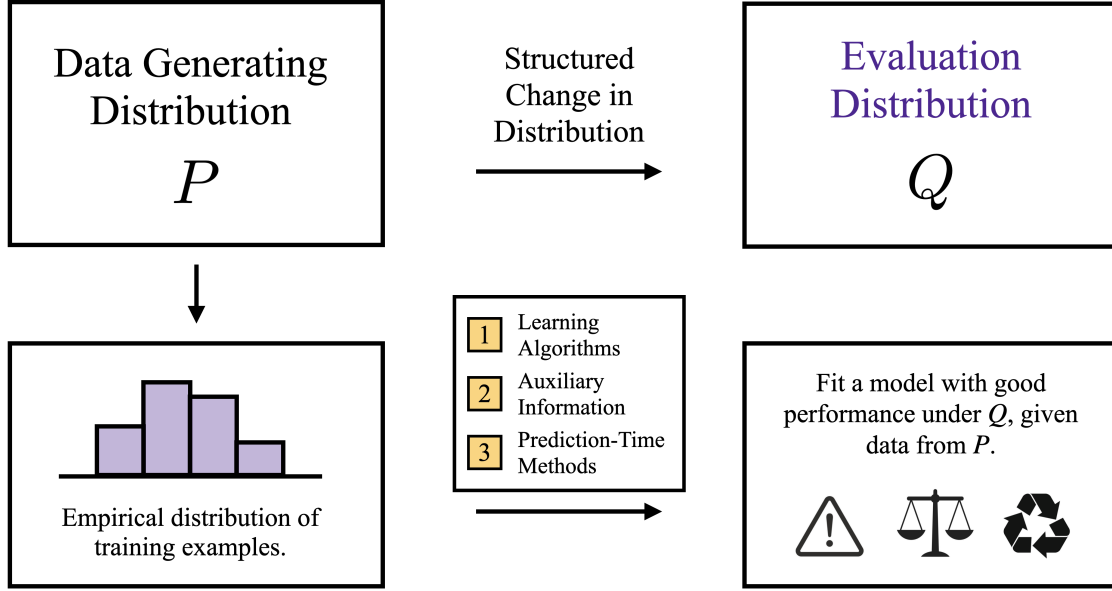 Data Generating
Distribution
P
Structured
Change in
Distribution
Evaluation
Distribution
Q
Empirical distribution of
training examples.
1 Learning
Algorithms
2 Auxiliary
Information
3 Prediction-Time
Methods
Fit a model with good
performance under Q, given
data from P.
!